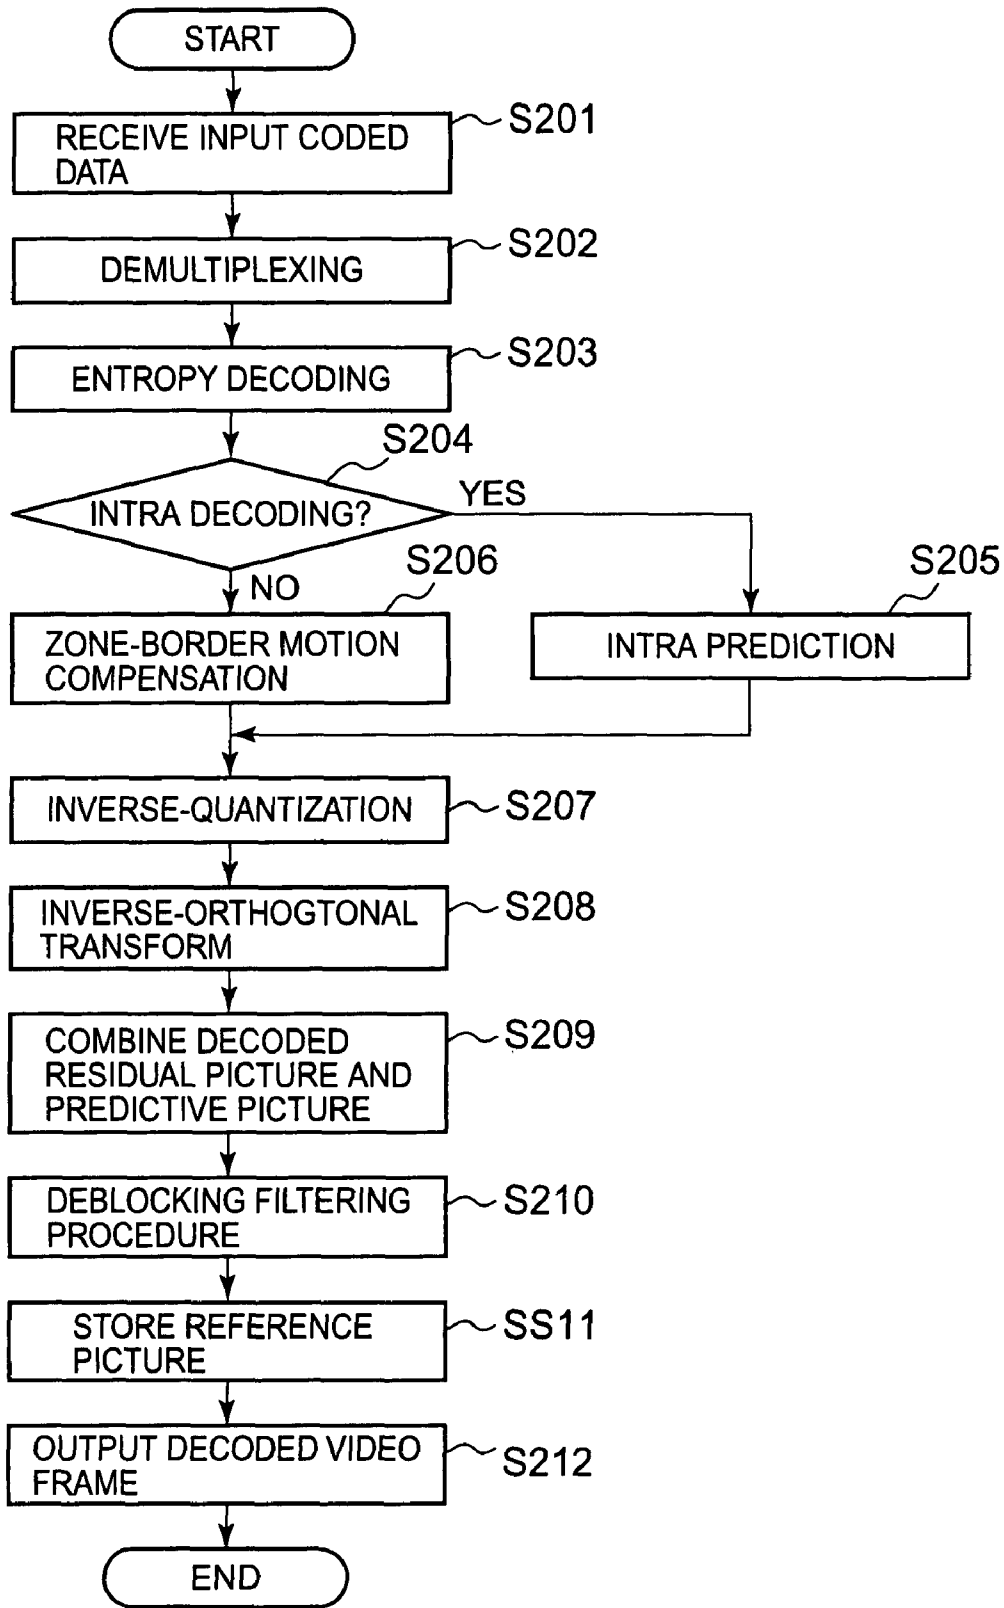 START
RECEIVE INPUT CODED
DATA
S201
DEMULTIPLEXING
S202
ENTROPY DECODING
S203
S204
INTRA DECODING?
YES
NO
S206
ZONE-BORDER MOTION
COMPENSATION
S205
INTRA PREDICTION
INVERSE-QUANTIZATION
S207
INVERSE-ORTHOGTONAL
TRANSFORM
S208
COMBINE DECODED
RESIDUAL PICTURE AND
PREDICTIVE PICTURE
S209
DEBLOCKING FILTERING
PROCEDURE
S210
STORE REFERENCE
PICTURE
SS11
OUTPUT DECODED VIDEO
FRAME
S212
END